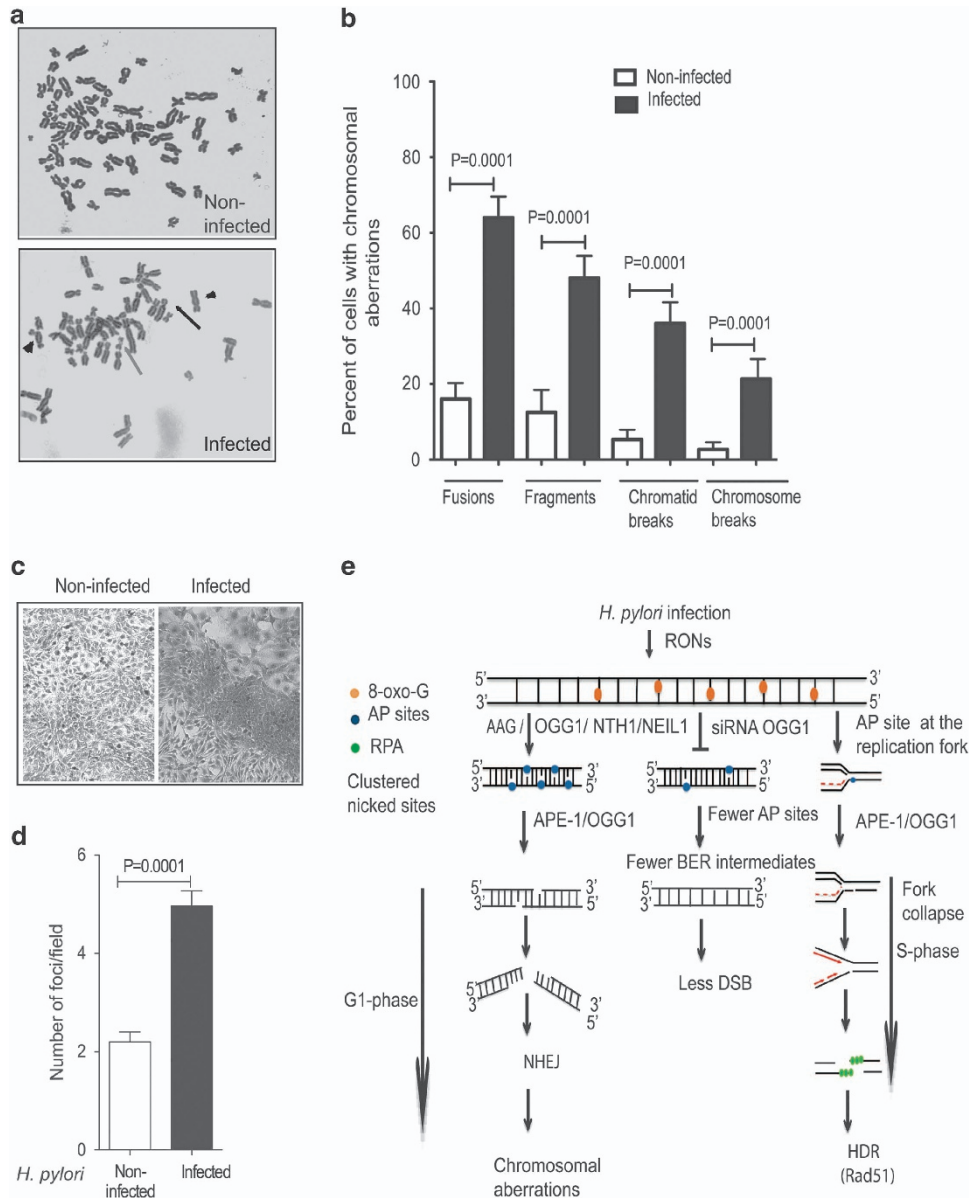 a
Non-
infected
Infected
b
Non-infected
Infected
Percent of cells with chromosomal
aberrations
100
80
60
40
20
0
P=0.0001
P=0.0001
P=0.0001
P=0.0001
Fusions
Fragments
Chromatid
breaks
Chromosome
breaks
c
Non-infected
Infected
d
Number of foci/field
6
4
2
0
P=0.0001
H. pylori
Non-
infected
Infected
e
H. pylori infection
RONs
5'
3'
3'
5'
8-oxo-G
AP sites
RPA
AAG / OGG1/ NTH1/NEIL1
siRNA OGG1
AP site at the
replication fork
Clustered
nicked sites
5'
3'
3'
5'
5'
3'
3'
5'
APE-1/OGG1
Fewer AP sites
APE-1/OGG1
Fewer BER intermediates
5'
3'
3'
5'
5'
3'
3'
5'
Fork
collapse
S-phase
G1-phase
5'
3'
3'
5'
Less DSB
NHEJ
Chromosomal
aberrations
HDR
(Rad51)